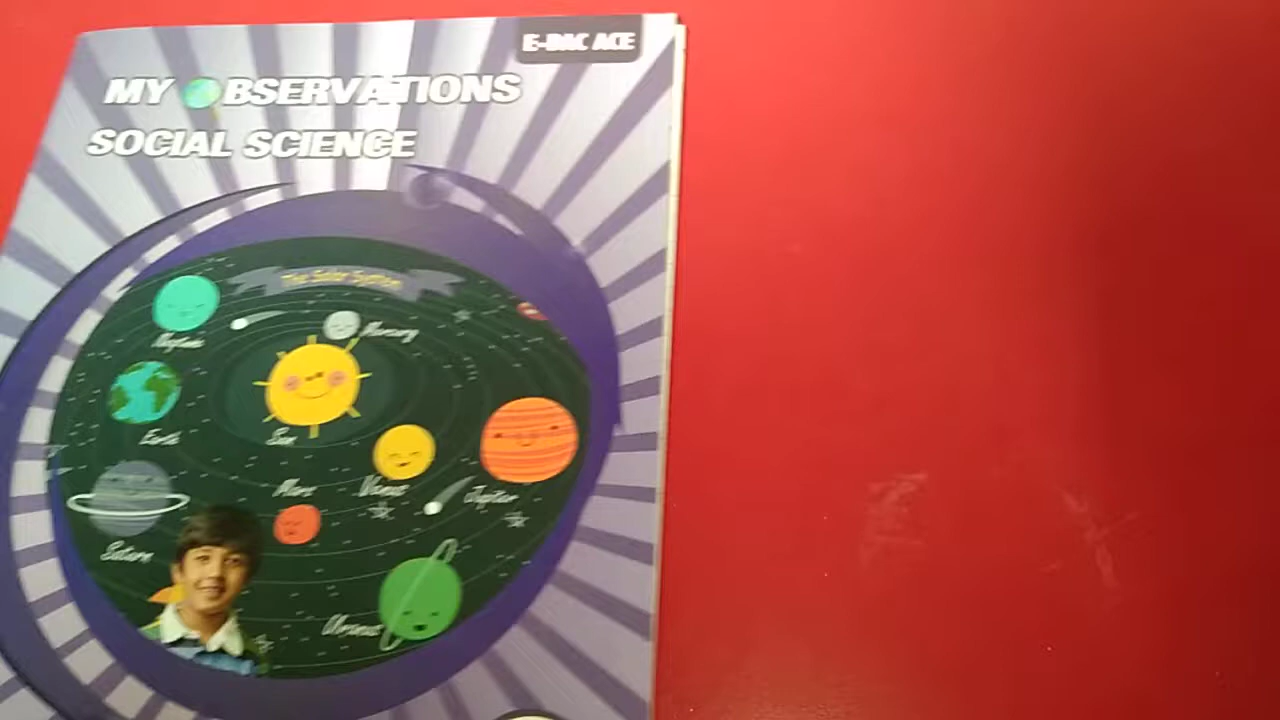 E-DAC ACE
MY OBSERVATIONS
SOCIAL SCIENCE
The Solar System
Neptune
Mercury
Earth
Sun
Mars
Venus
Jupiter
Saturn
Uranus